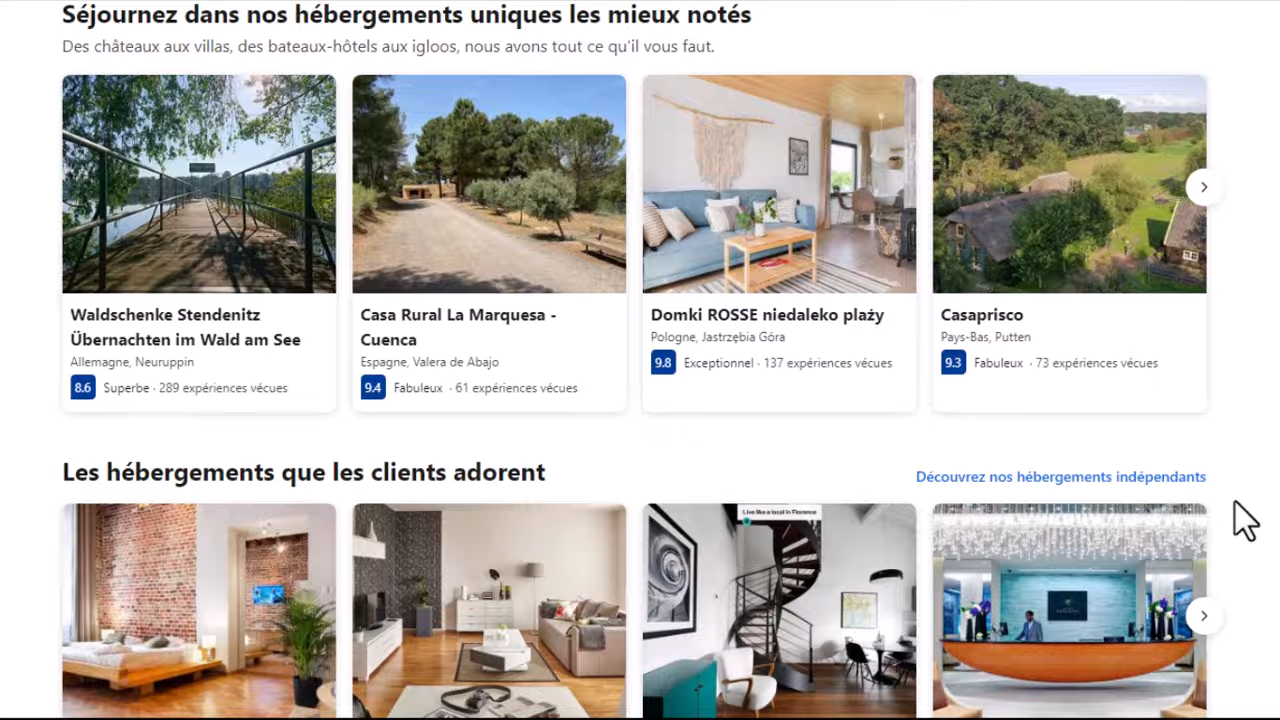 Séjournez dans nos hébergements uniques les mieux notés
Des châteaux aux villas, des bateaux-hôtels aux igloos, nous avons tout ce qu'il vous faut.
Waldschenke Stendenitz
Übernachten im Wald am See
Allemagne, Neuruppin
8.6 Superbe · 289 expériences vécues
Casa Rural La Marquesa -
Cuenca
Espagne, Valera de Abajo
9.4 Fabuleux · 61 expériences vécues
Domki ROSSE niedaleko plaży
Pologne, Jastrzębia Góra
9.8 Exceptionnel · 137 expériences vécues
Casaprisco
Pays-Bas, Putten
9.3 Fabuleux · 73 expériences vécues
Les hébergements que les clients adorent
Découvrez nos hébergements indépendants
Live like a local in Florence